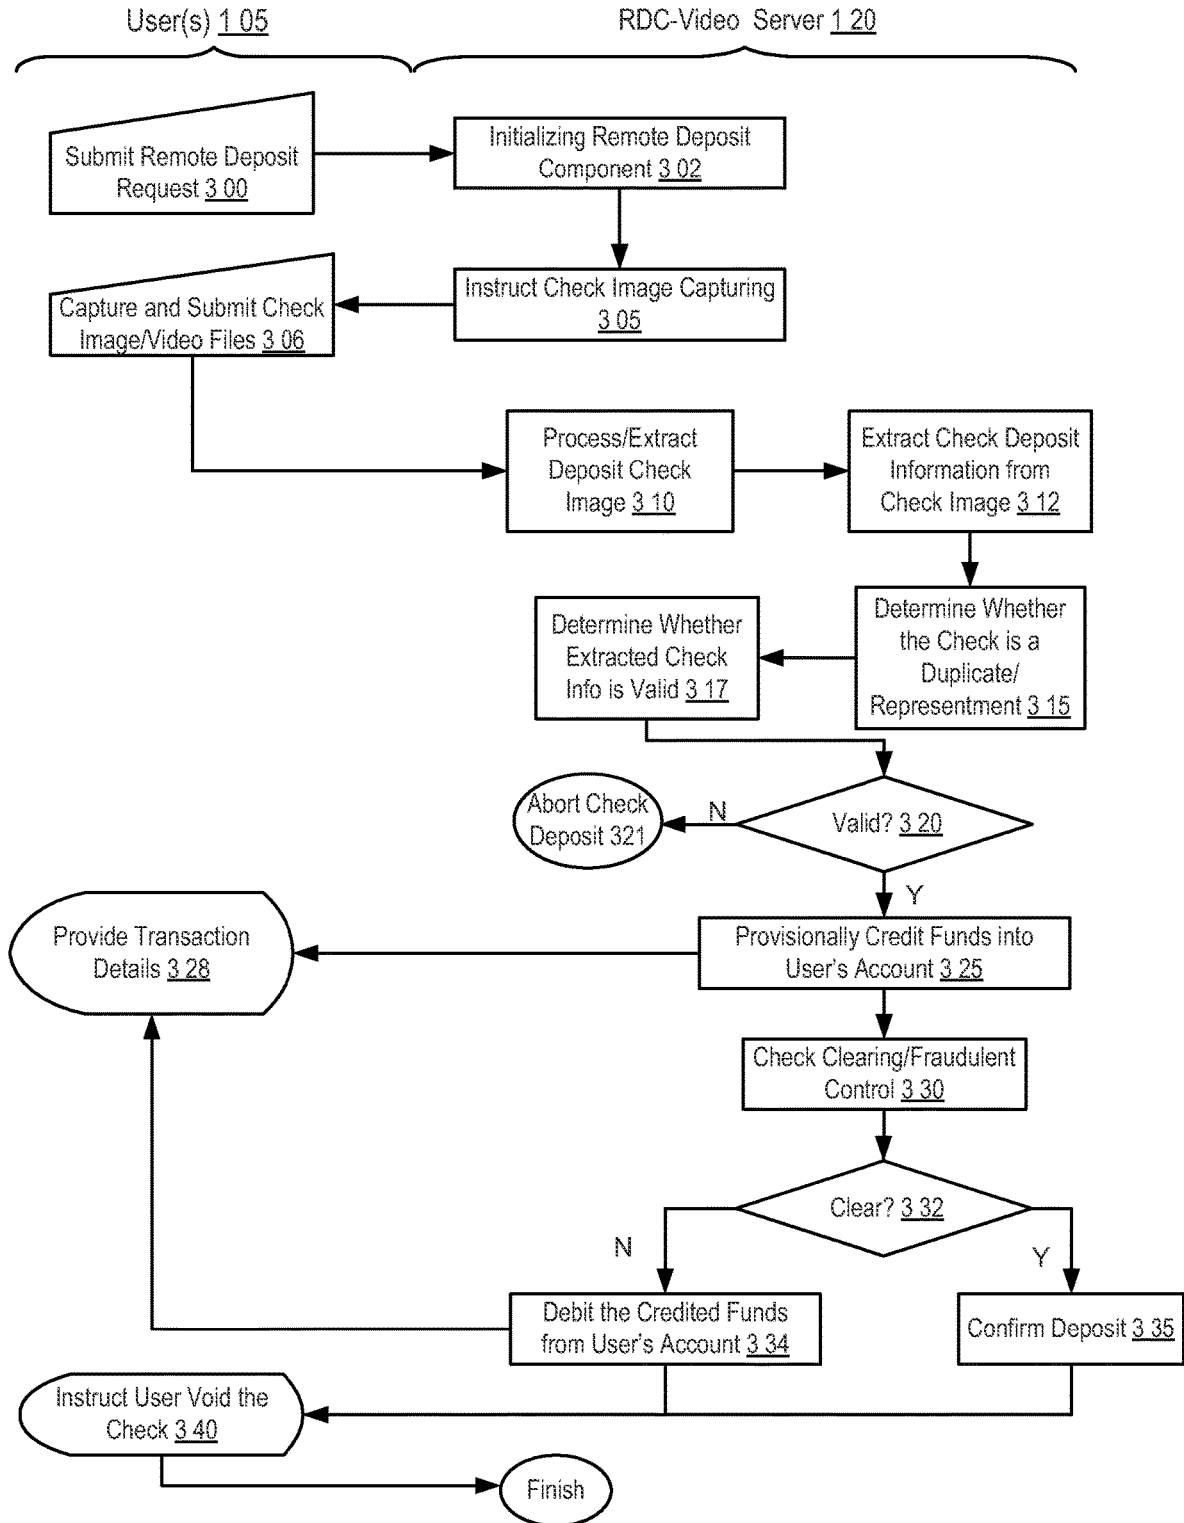 User(s) 1 05
RDC-Video Server 1 20
Submit Remote Deposit
Request 3 00
Initializing Remote Deposit
Component 3 02
Instruct Check Image Capturing
3 05
Capture and Submit Check
Image/Video Files 3 06
Process/Extract
Deposit Check
Image 3 10
Extract Check Deposit
Information from
Check Image 3 12
Determine Whether
the Check is a
Duplicate/
Representment 3 15
Determine Whether
Extracted Check
Info is Valid 3 17
Valid? 3 20
N
Abort Check
Deposit 321
Y
Provisionally Credit Funds into
User's Account 3 25
Provide Transaction
Details 3 28
Check Clearing/Fraudulent
Control 3 30
Clear? 3 32
N
Y
Debit the Credited Funds
from User's Account 3 34
Confirm Deposit 3 35
Instruct User Void the
Check 3 40
Finish